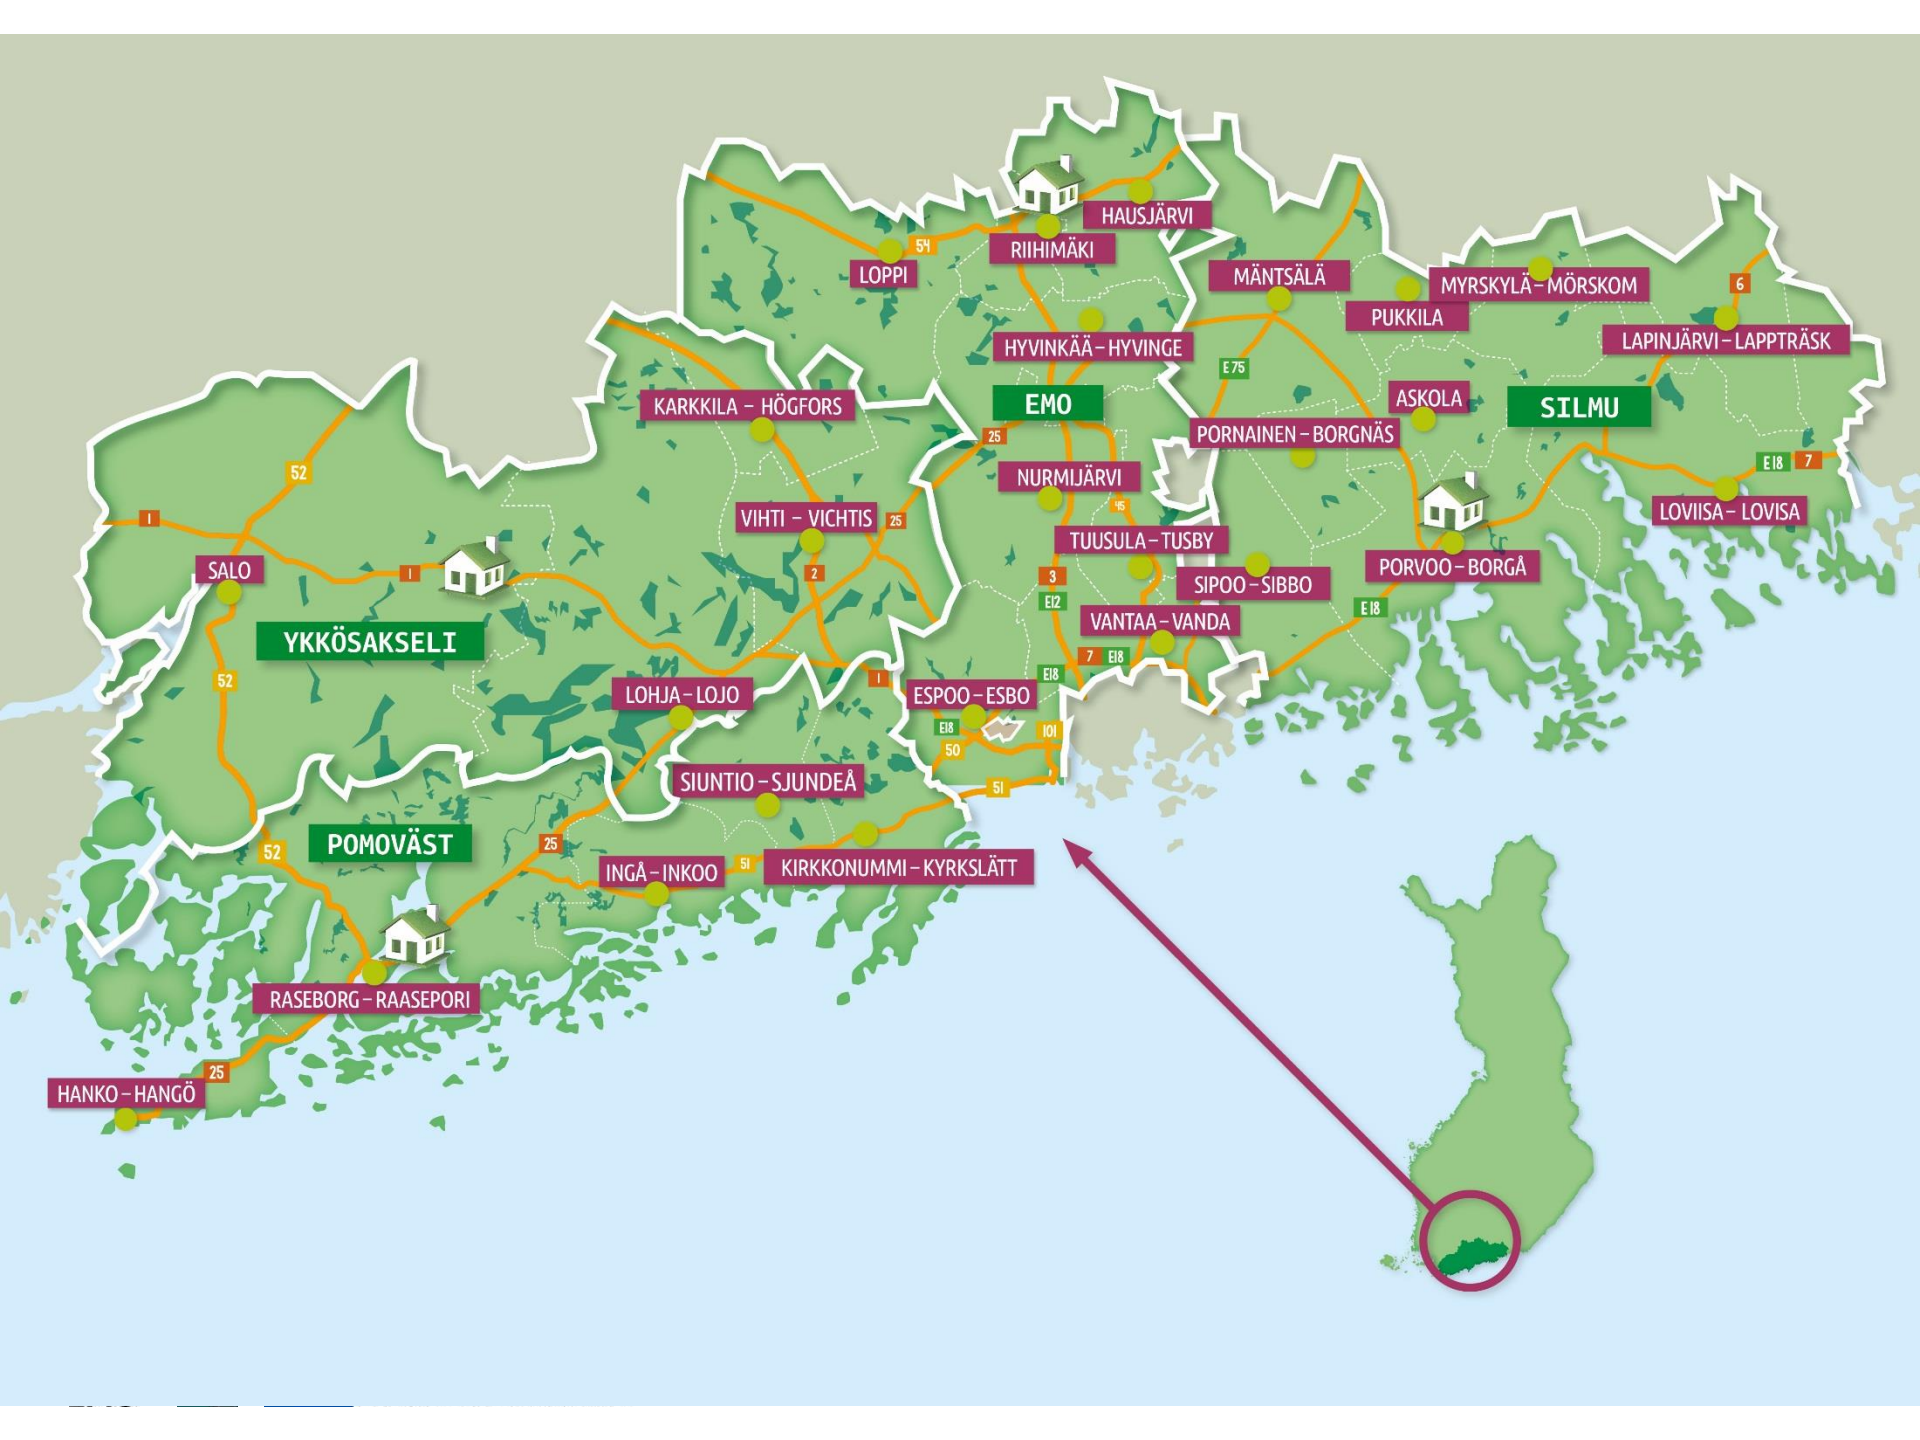 HAUSJÄRVI
RIIHIMÄKI
54
LOPPI
MÄNTSÄLÄ
MYRSKYLÄ – MÖRSKOM
6
PUKKILA
LAPINJÄRVI – LAPPTRÄSK
HYVINKÄÄ – HYVINGE
E75
KARKKILA – HÖGFORS
EMO
ASKOLA
SILMU
25
PORNAINEN – BORGNÄS
52
NURMIJÄRVI
E18
7
1
VIHTI – VICHTIS
25
45
LOVIISA – LOVISA
TUUSULA – TUSBY
SALO
1
2
3
SIPOO – SIBBO
PORVOO – BORGÅ
E12
E18
VANTAA – VANDA
YKKÖSAKSELI
7
E18
52
1
E18
LOHJA – LOJO
ESPOO – ESBO
E18
101
50
SIUNTIO – SJUNDEÅ
51
POMOVÄST
52
25
INGÅ – INKOO
51
KIRKKONUMMI – KYRKSLÄTT
RASEBORG – RAASEPORI
25
HANKO – HANGÖ